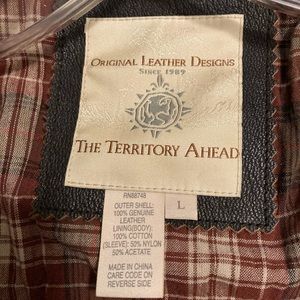 ORIGINAL LEATHER DESIGNS
SINCE 1989
THE TERRITORY AHEAD
RN88748
OUTER SHELL:
100% GENUINE
LEATHER
LINING(BODY):
100% COTTON
(SLEEVE): 50% NYLON
50% ACETATE
L
MADE IN CHINA
CARE CODE ON
REVERSE SIDE